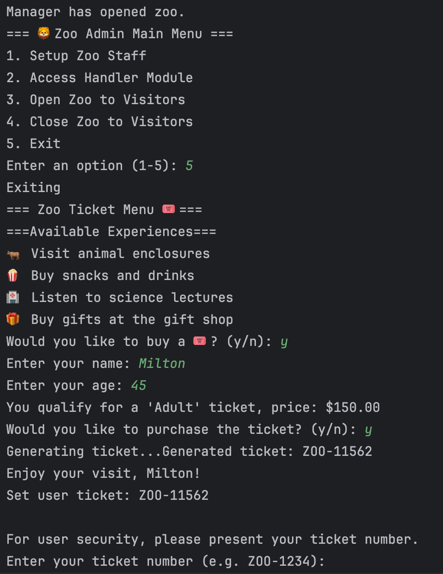 Manager has opened zoo.
=== 🦁 Zoo Admin Main Menu ===
1. Setup Zoo Staff
2. Access Handler Module
3. Open Zoo to Visitors
4. Close Zoo to Visitors
5. Exit
Enter an option (1-5): 5
Exiting
=== Zoo Ticket Menu 🎟️ ===
===Available Experiences===
🐂 Visit animal enclosures
🍿 Buy snacks and drinks
🏩 Listen to science lectures
🎁 Buy gifts at the gift shop
Would you like to buy a 🎟️? (y/n): y
Enter your name: Milton
Enter your age: 45
You qualify for a 'Adult' ticket, price: $150.00
Would you like to purchase the ticket? (y/n): y
Generating ticket...Generated ticket: ZOO-11562
Enjoy your visit, Milton!
Set user ticket: ZOO-11562
For user security, please present your ticket number.
Enter your ticket number (e.g. ZOO-1234):